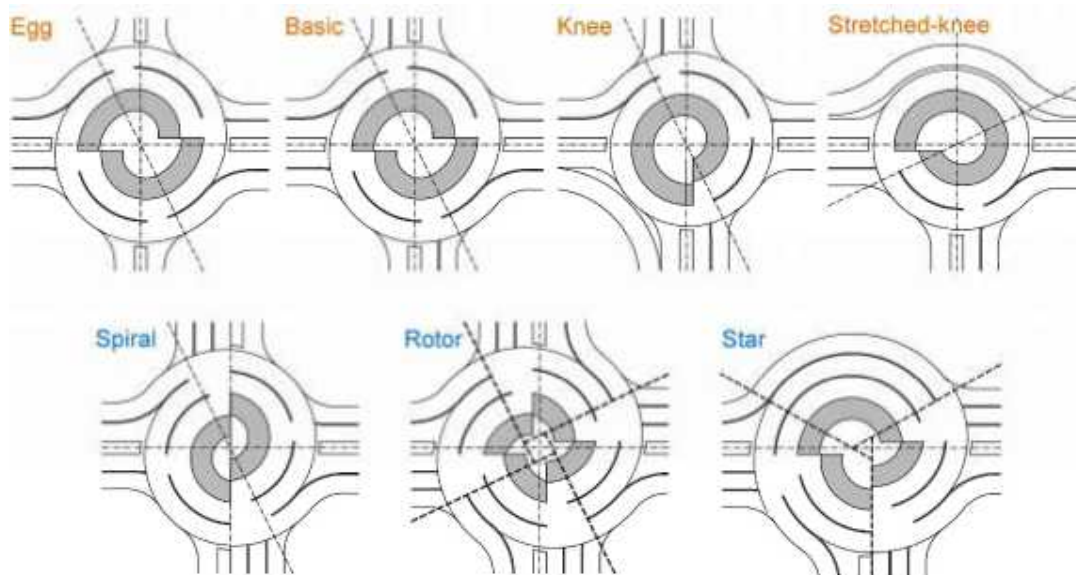 Egg
Basic
Knee
Stretched-knee
Spiral
Rotor
Star